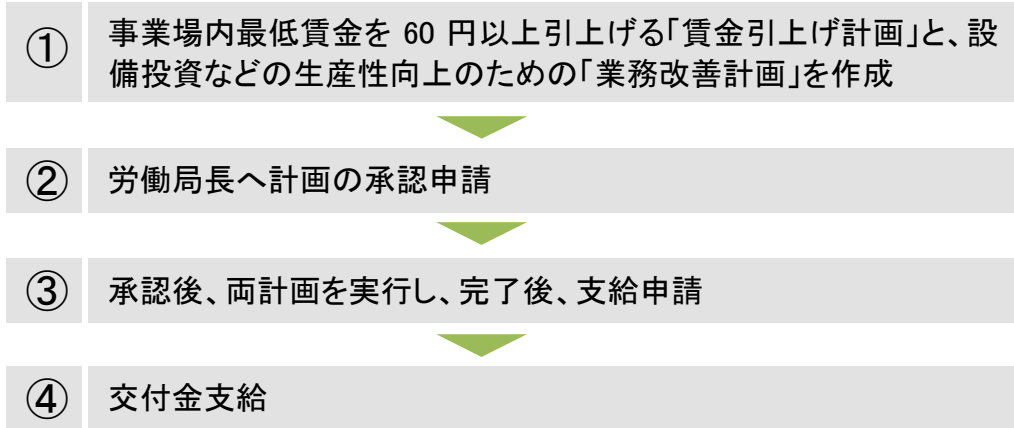 ① 事業場内最低賃金を 60 円以上引上げる「賃金引上げ計画」と、設
備投資などの生産性向上のための「業務改善計画」を作成
② 労働局長へ計画の承認申請
③ 承認後、両計画を実行し、完了後、支給申請
④ 交付金支給